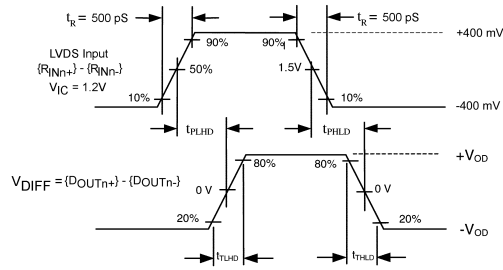 tR = 500 pS
tR = 500 pS
LVDS Input
{RINn+} - {RINn-}
VIC = 1.2V
90%
90%
+400 mV
50%
1.5V
10%
10%
-400 mV
tPLHD
tPHLD
80%
80%
+VOD
VDIFF = {DOUTn+} - {DOUTn-}
0 V
0 V
20%
20%
-VOD
tTLHD
tTHLD